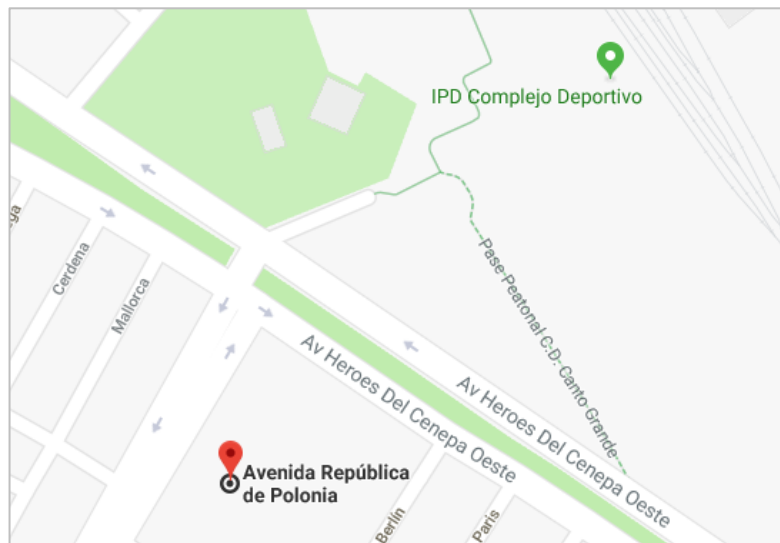 IPD Complejo Deportivo
Cerdena
Mallorca
Pase Peatonal C.D. Canto Grande
Av Heroes Del Cenepa Oeste
Av Heroes Del Cenepa Oeste
Avenida República
de Polonia
Berlín
Paris